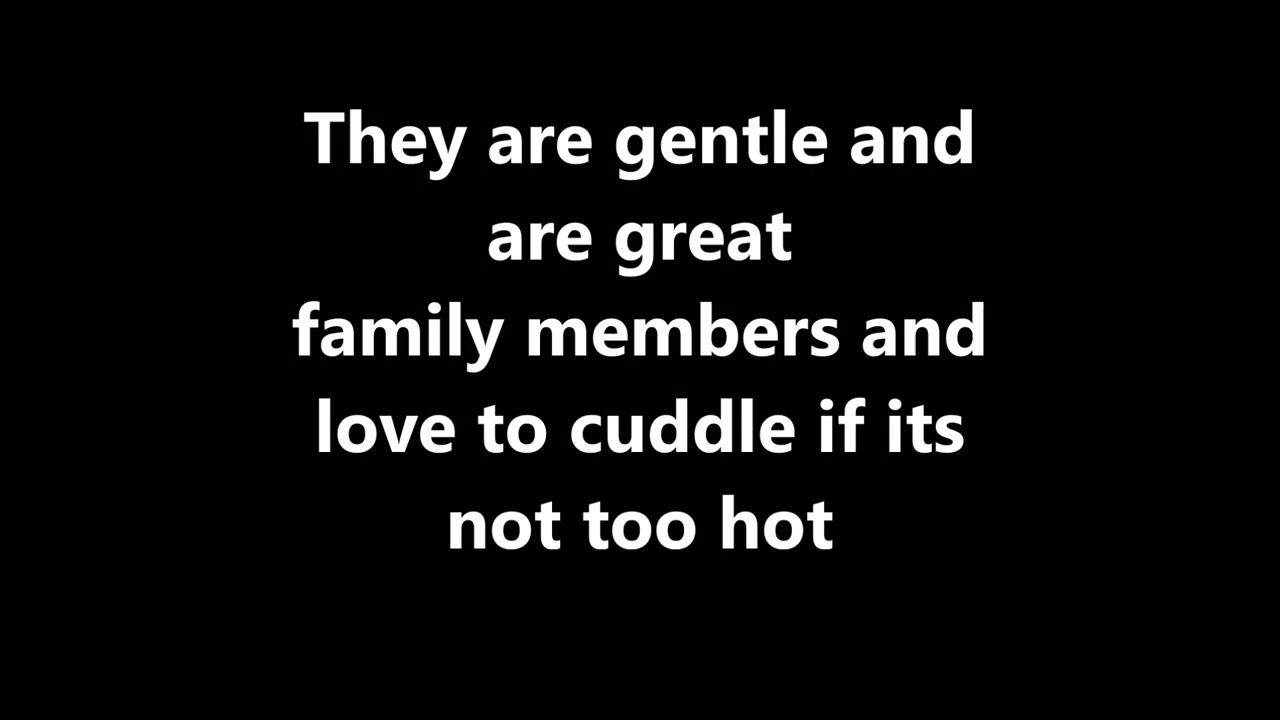 They are gentle and
are great
family members and
love to cuddle if its
not too hot